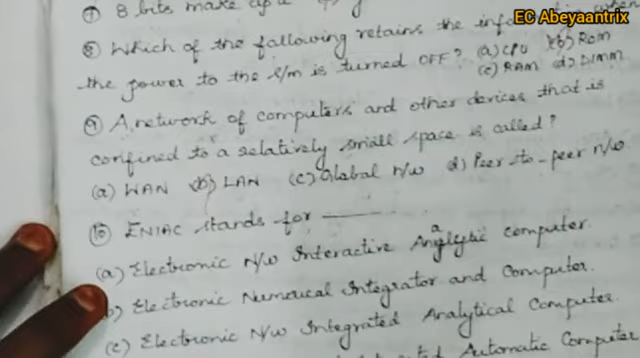 EC Abeyaantrix
⑦ 8 bits make up a
⑧ Which of the following retains the when
the power to the s/m is turned OFF? (a) CPU (b) ROM
(c) RAM d) DIMM
⑨ A network of computers and other devices that is
confined to a relatively small space is called?
(a) WAN (b) LAN (c) Global n/w d) Peer-to-peer n/w
⑩ ENIAC stands for ———
(a) Electronic N/w Interactive Analytic computer.
b) Electronic Numerical Integrator and Computer.
(c) Electronic N/w Integrated Analytical Computer.
Automatic Computer